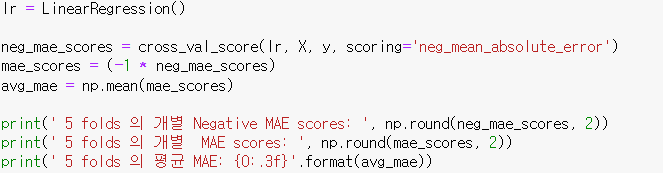 lr = LinearRegression()
neg_mae_scores = cross_val_score(lr, X, y, scoring='neg_mean_absolute_error')
mae_scores = (-1 * neg_mae_scores)
avg_mae = np.mean(mae_scores)
print(' 5 folds 의 개별 Negative MAE scores: ', np.round(neg_mae_scores, 2))
print(' 5 folds 의 개별  MAE scores: ', np.round(mae_scores, 2))
print(' 5 folds 의 평균 MAE: {0:.3f}'.format(avg_mae))